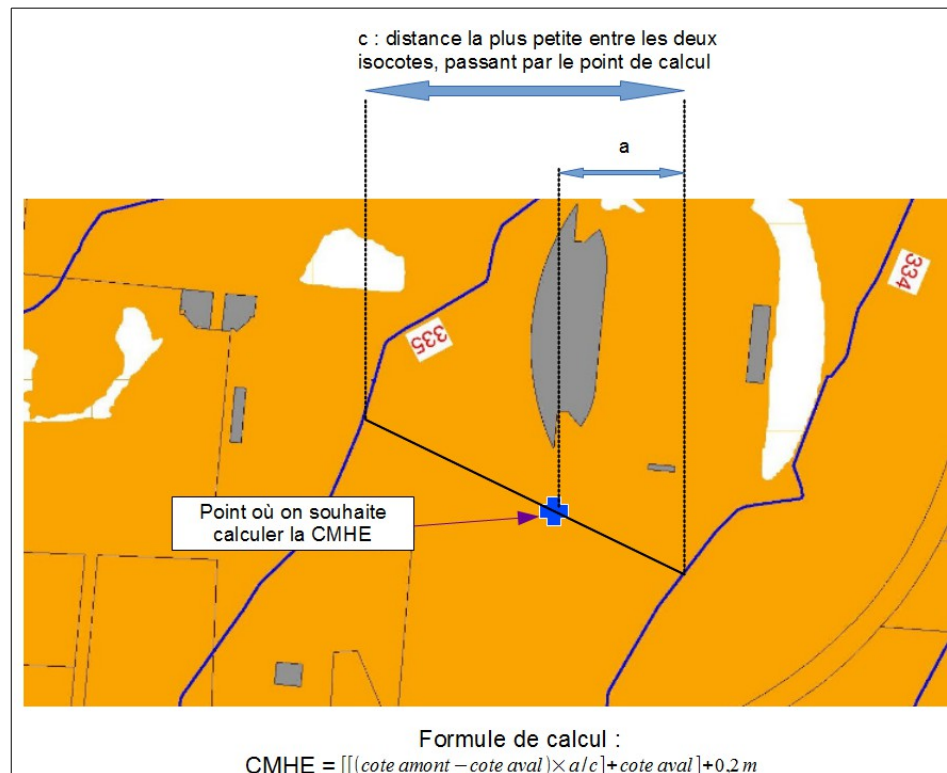 c : distance la plus petite entre les deux
isocotes, passant par le point de calcul
a
334
335
Point où on souhaite
calculer la CMHE
Formule de calcul :
CMHE = [[(cote amont − cote aval)×a/c]+cote aval]+0.2 m